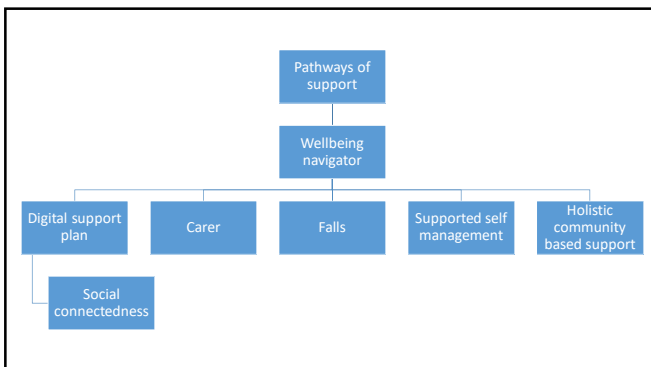 Pathways of
support
Wellbeing
navigator
Digital support
plan
Carer
Falls
Supported self
management
Holistic
community
based support
Social
connectedness